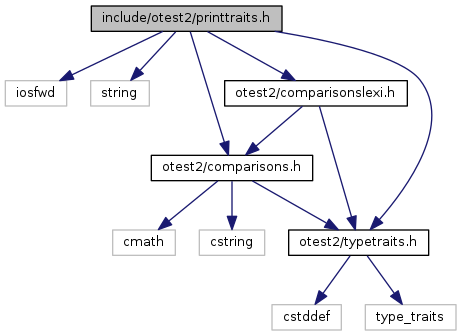 include/otest2/printtraits.h
iosfwd
string
otest2/comparisonslexi.h
otest2/comparisons.h
cmath
cstring
otest2/typetraits.h
cstddef
type_traits